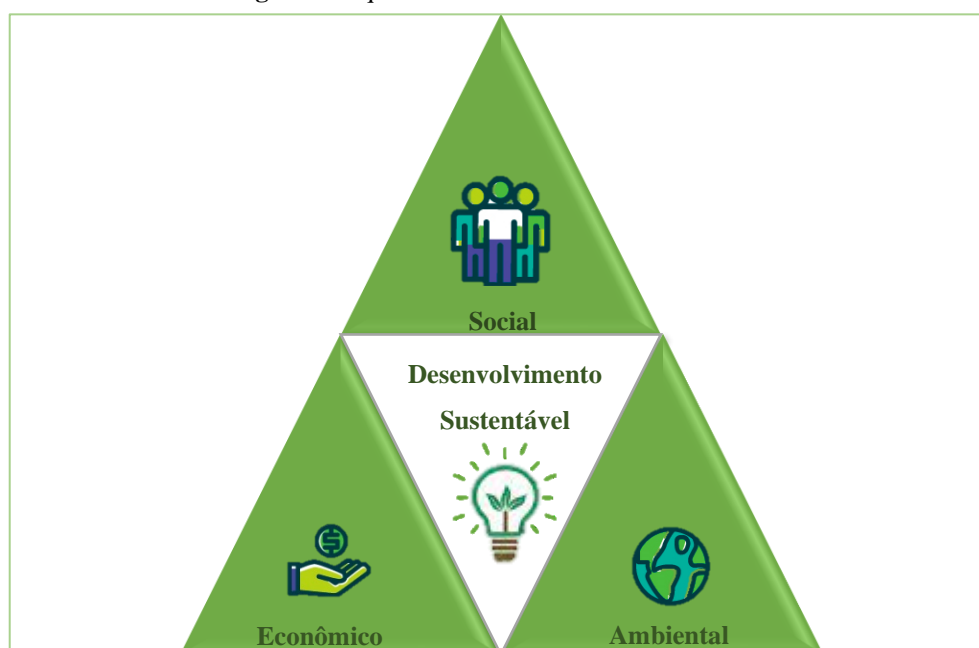 Social
Desenvolvimento
Sustentável
Econômico
Ambiental